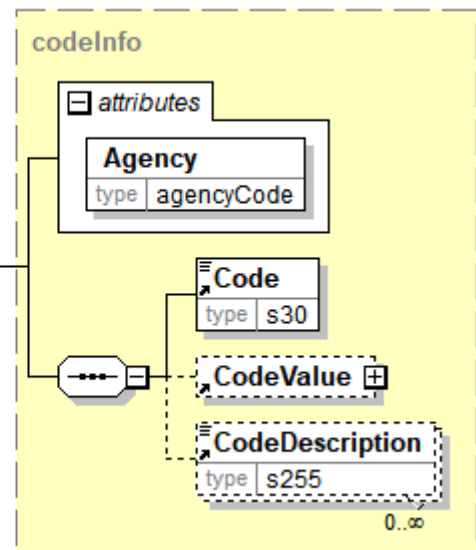 codeInfo
attributes
Agency
type agencyCode
Code
type s30
CodeValue
CodeDescription
type s255
0..∞